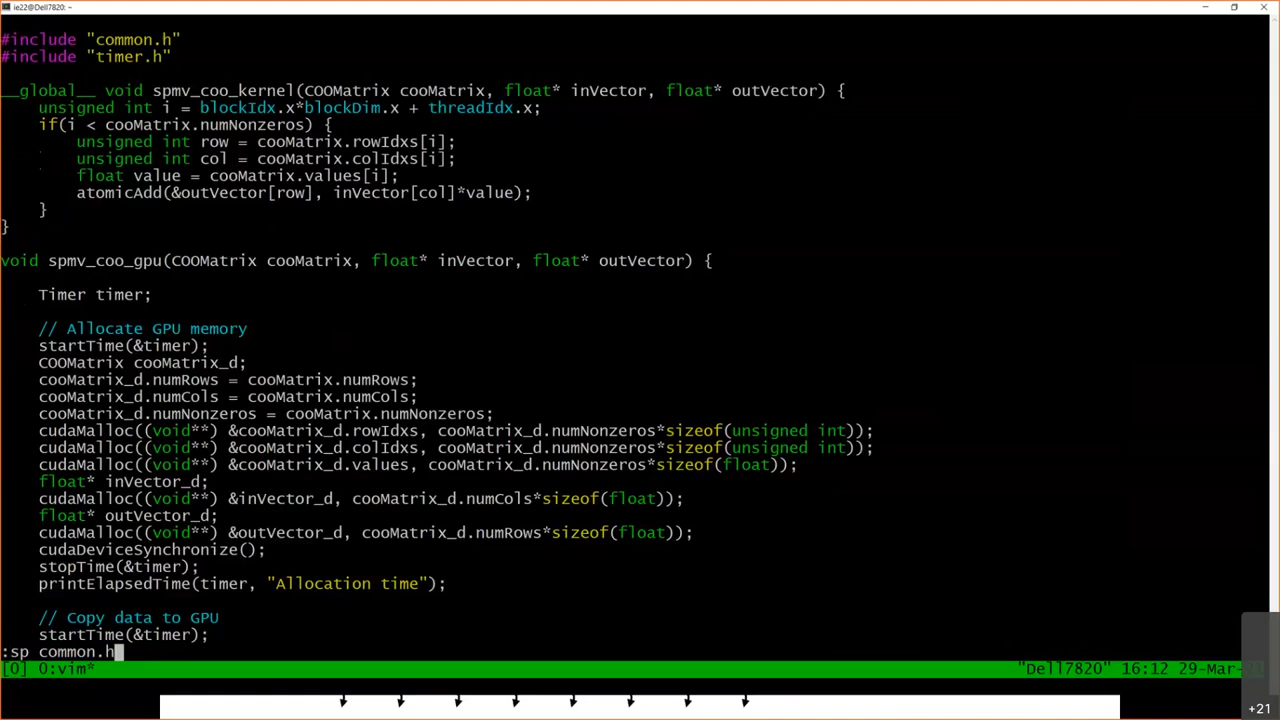 ie22@Dell7820: ~
#include "common.h"
#include "timer.h"
__global__ void spmv_coo_kernel(COOMatrix cooMatrix, float* inVector, float* outVector) {
    unsigned int i = blockIdx.x*blockDim.x + threadIdx.x;
    if(i < cooMatrix.numNonzeros) {
        unsigned int row = cooMatrix.rowIdxs[i];
        unsigned int col = cooMatrix.colIdxs[i];
        float value = cooMatrix.values[i];
        atomicAdd(&outVector[row], inVector[col]*value);
    }
}
void spmv_coo_gpu(COOMatrix cooMatrix, float* inVector, float* outVector) {
    Timer timer;
    // Allocate GPU memory
    startTime(&timer);
    COOMatrix cooMatrix_d;
    cooMatrix_d.numRows = cooMatrix.numRows;
    cooMatrix_d.numCols = cooMatrix.numCols;
    cooMatrix_d.numNonzeros = cooMatrix.numNonzeros;
    cudaMalloc((void**) &cooMatrix_d.rowIdxs, cooMatrix_d.numNonzeros*sizeof(unsigned int));
    cudaMalloc((void**) &cooMatrix_d.colIdxs, cooMatrix_d.numNonzeros*sizeof(unsigned int));
    cudaMalloc((void**) &cooMatrix_d.values, cooMatrix_d.numNonzeros*sizeof(float));
    float* inVector_d;
    cudaMalloc((void**) &inVector_d, cooMatrix_d.numCols*sizeof(float));
    float* outVector_d;
    cudaMalloc((void**) &outVector_d, cooMatrix_d.numRows*sizeof(float));
    cudaDeviceSynchronize();
    stopTime(&timer);
    printElapsedTime(timer, "Allocation time");
    // Copy data to GPU
    startTime(&timer);
:sp common.h
[0] 0:vim* "Dell7820" 16:12 29-Mar-
+21